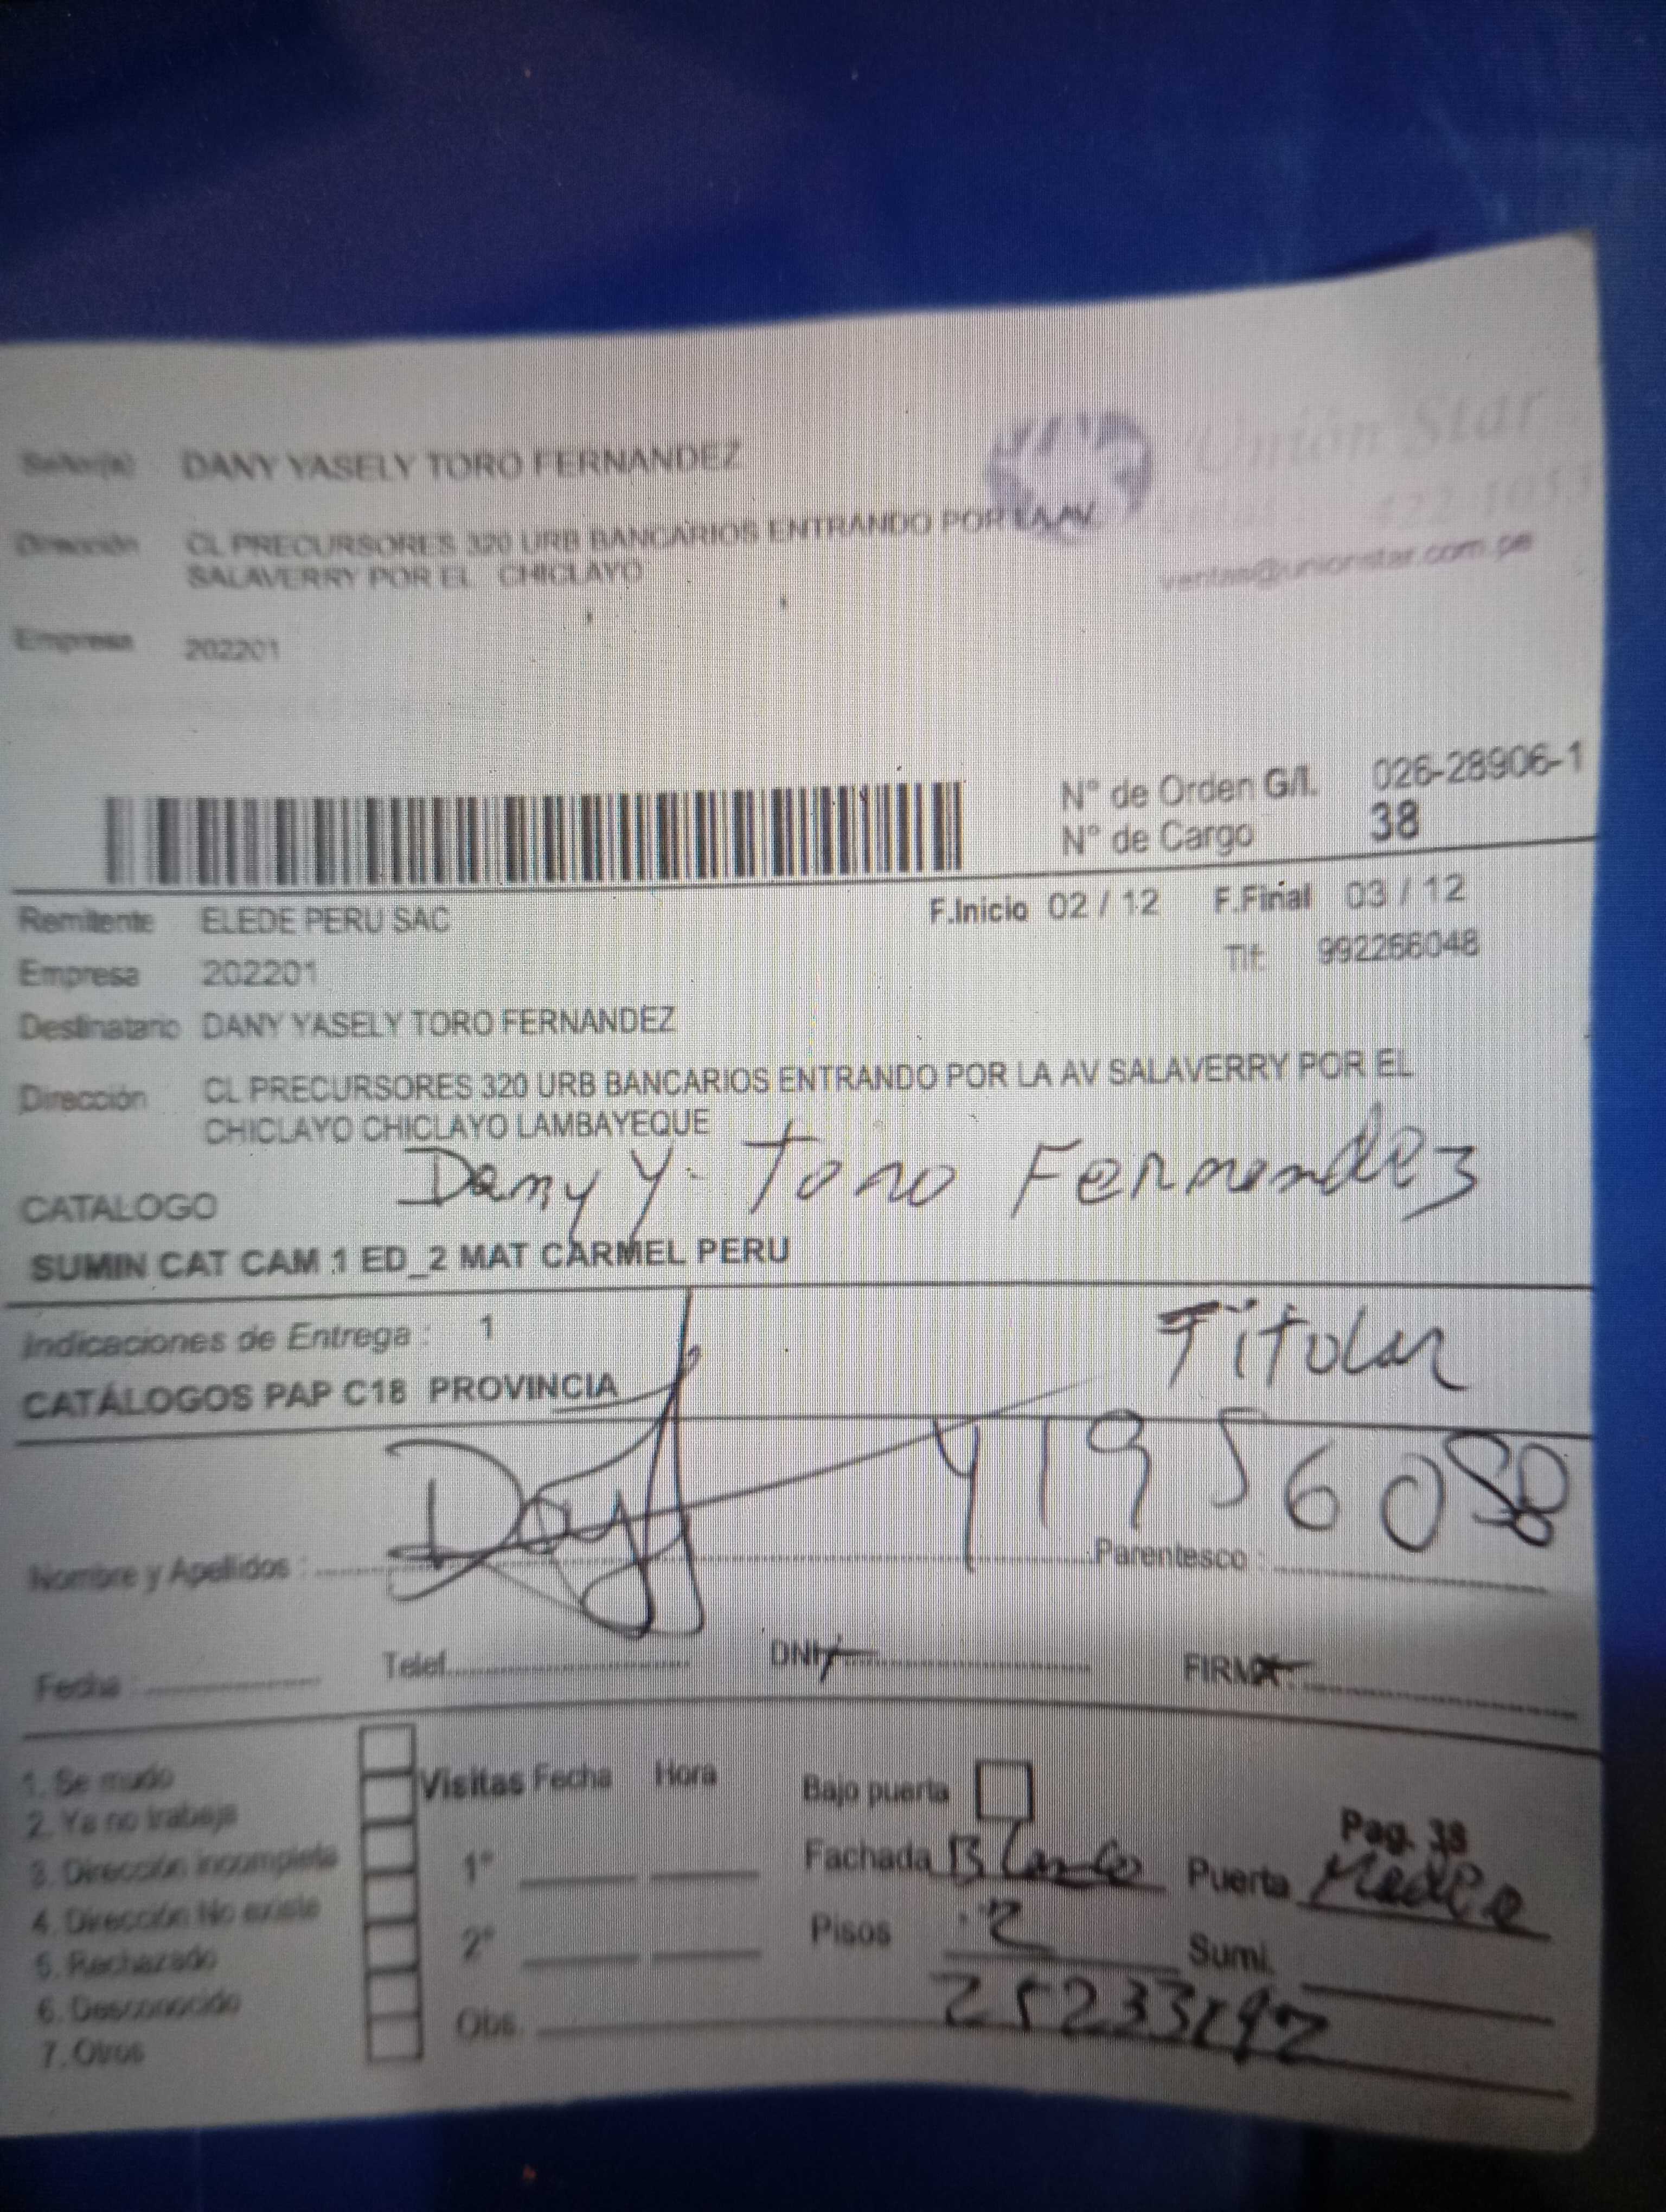 Señor(a) DANY YASELY TORO FERNANDEZ
Union Star
Dirección CL PRECURSORES 320 URB BANCARIOS ENTRANDO POR LA AV
422-1053
SALAVERRY POR EL CHICLAYO
ventas@unionstar.com.pe
Empresa 202201
N° de Orden G/I. 026-28906-1
N° de Cargo 38
Remitente ELEDE PERU SAC F.Inicio 02 / 12 F.Final 03 / 12
Empresa 202201 Tlf: 992266048
Destinatario DANY YASELY TORO FERNANDEZ
Dirección CL PRECURSORES 320 URB BANCARIOS ENTRANDO POR LA AV SALAVERRY POR EL
CHICLAYO CHICLAYO LAMBAYEQUE
Dany Y. Toro Fernandez
CATALOGO
SUMIN CAT CAM 1 ED_2 MAT CARMEL PERU
Indicaciones de Entrega : 1
Titular
CATÁLOGOS PAP C18 PROVINCIA
Nombre y Apellidos : Parentesco :
Fecha : Telef. DNI FIRMA
1. Se mudo
2. Ya no trabaja
3. Dirección incompleta
4. Dirección No existe
5. Rechazado
6. Desconocido
7. Otros
Visitas Fecha Hora
1°
2°
Obs.
Bajo puerta
Pag. 38
Fachada Blanco Puerta
Pisos 2 Sumi.